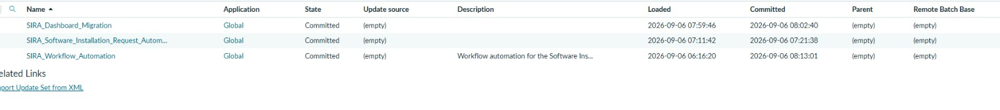 Name Application State Update source Description Loaded Committed Parent Remote Batch Base
SIRA_Dashboard_Migration Global Committed (empty) 2026-09-06 07:59:46 2026-09-06 08:02:40 (empty) (empty)
SIRA_Software_Installation_Request_Autom... Global Committed (empty) 2026-09-06 07:11:42 2026-09-06 07:21:38 (empty) (empty)
SIRA_Workflow_Automation Global Committed (empty) Workflow automation for the Software Ins... 2026-09-06 06:16:20 2026-09-06 08:13:01 (empty) (empty)
elated Links
nport Update Set from XML